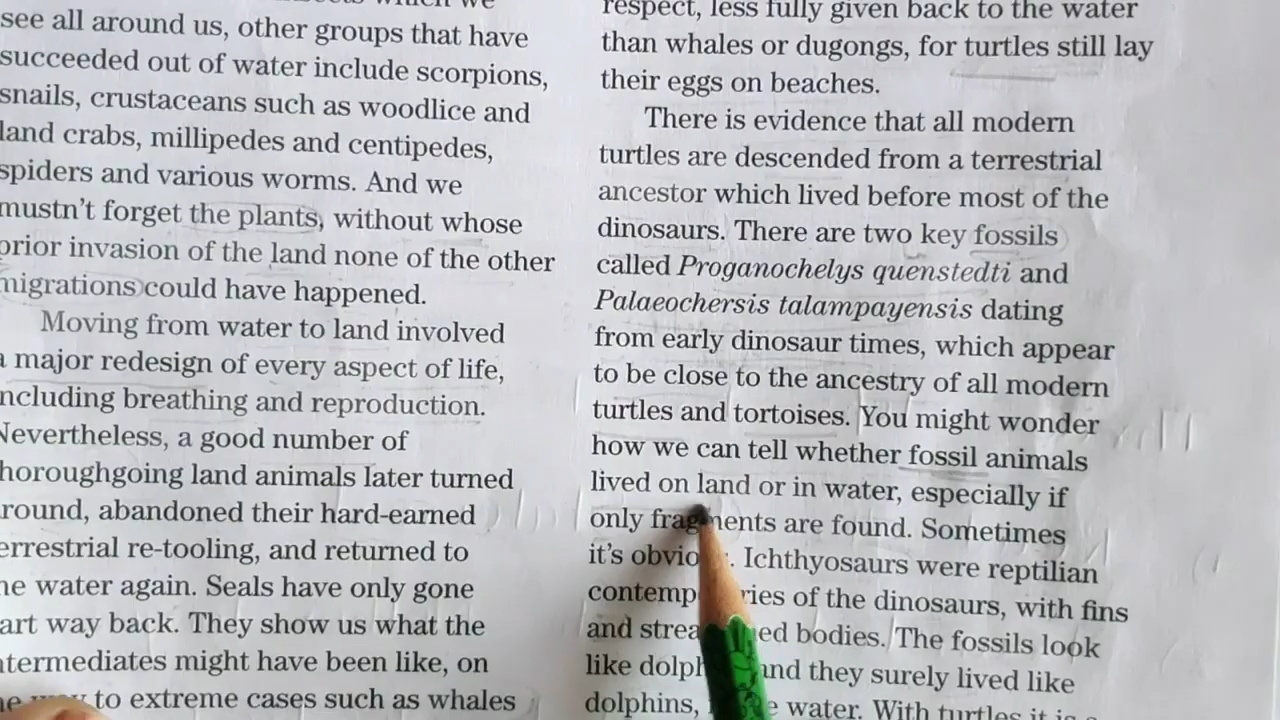 see all around us, other groups that have
succeeded out of water include scorpions,
snails, crustaceans such as woodlice and
land crabs, millipedes and centipedes,
spiders and various worms. And we
mustn't forget the plants, without whose
prior invasion of the land none of the other
migrations could have happened.
Moving from water to land involved
a major redesign of every aspect of life,
including breathing and reproduction.
Nevertheless, a good number of
thoroughgoing land animals later turned
around, abandoned their hard-earned
terrestrial re-tooling, and returned to
the water again. Seals have only gone
part way back. They show us what the
intermediates might have been like, on
to extreme cases such as whales
respect, less fully given back to the water
than whales or dugongs, for turtles still lay
their eggs on beaches.
There is evidence that all modern
turtles are descended from a terrestrial
ancestor which lived before most of the
dinosaurs. There are two key fossils
called Proganochelys quenstedti and
Palaeochersis talampayensis dating
from early dinosaur times, which appear
to be close to the ancestry of all modern
turtles and tortoises. You might wonder
how we can tell whether fossil animals
lived on land or in water, especially if
only fragments are found. Sometimes
it's obvious. Ichthyosaurs were reptilian
contemporaries of the dinosaurs, with fins
and streamlined bodies. The fossils look
like dolphins and they surely lived like
dolphins, water. With turtles it is a